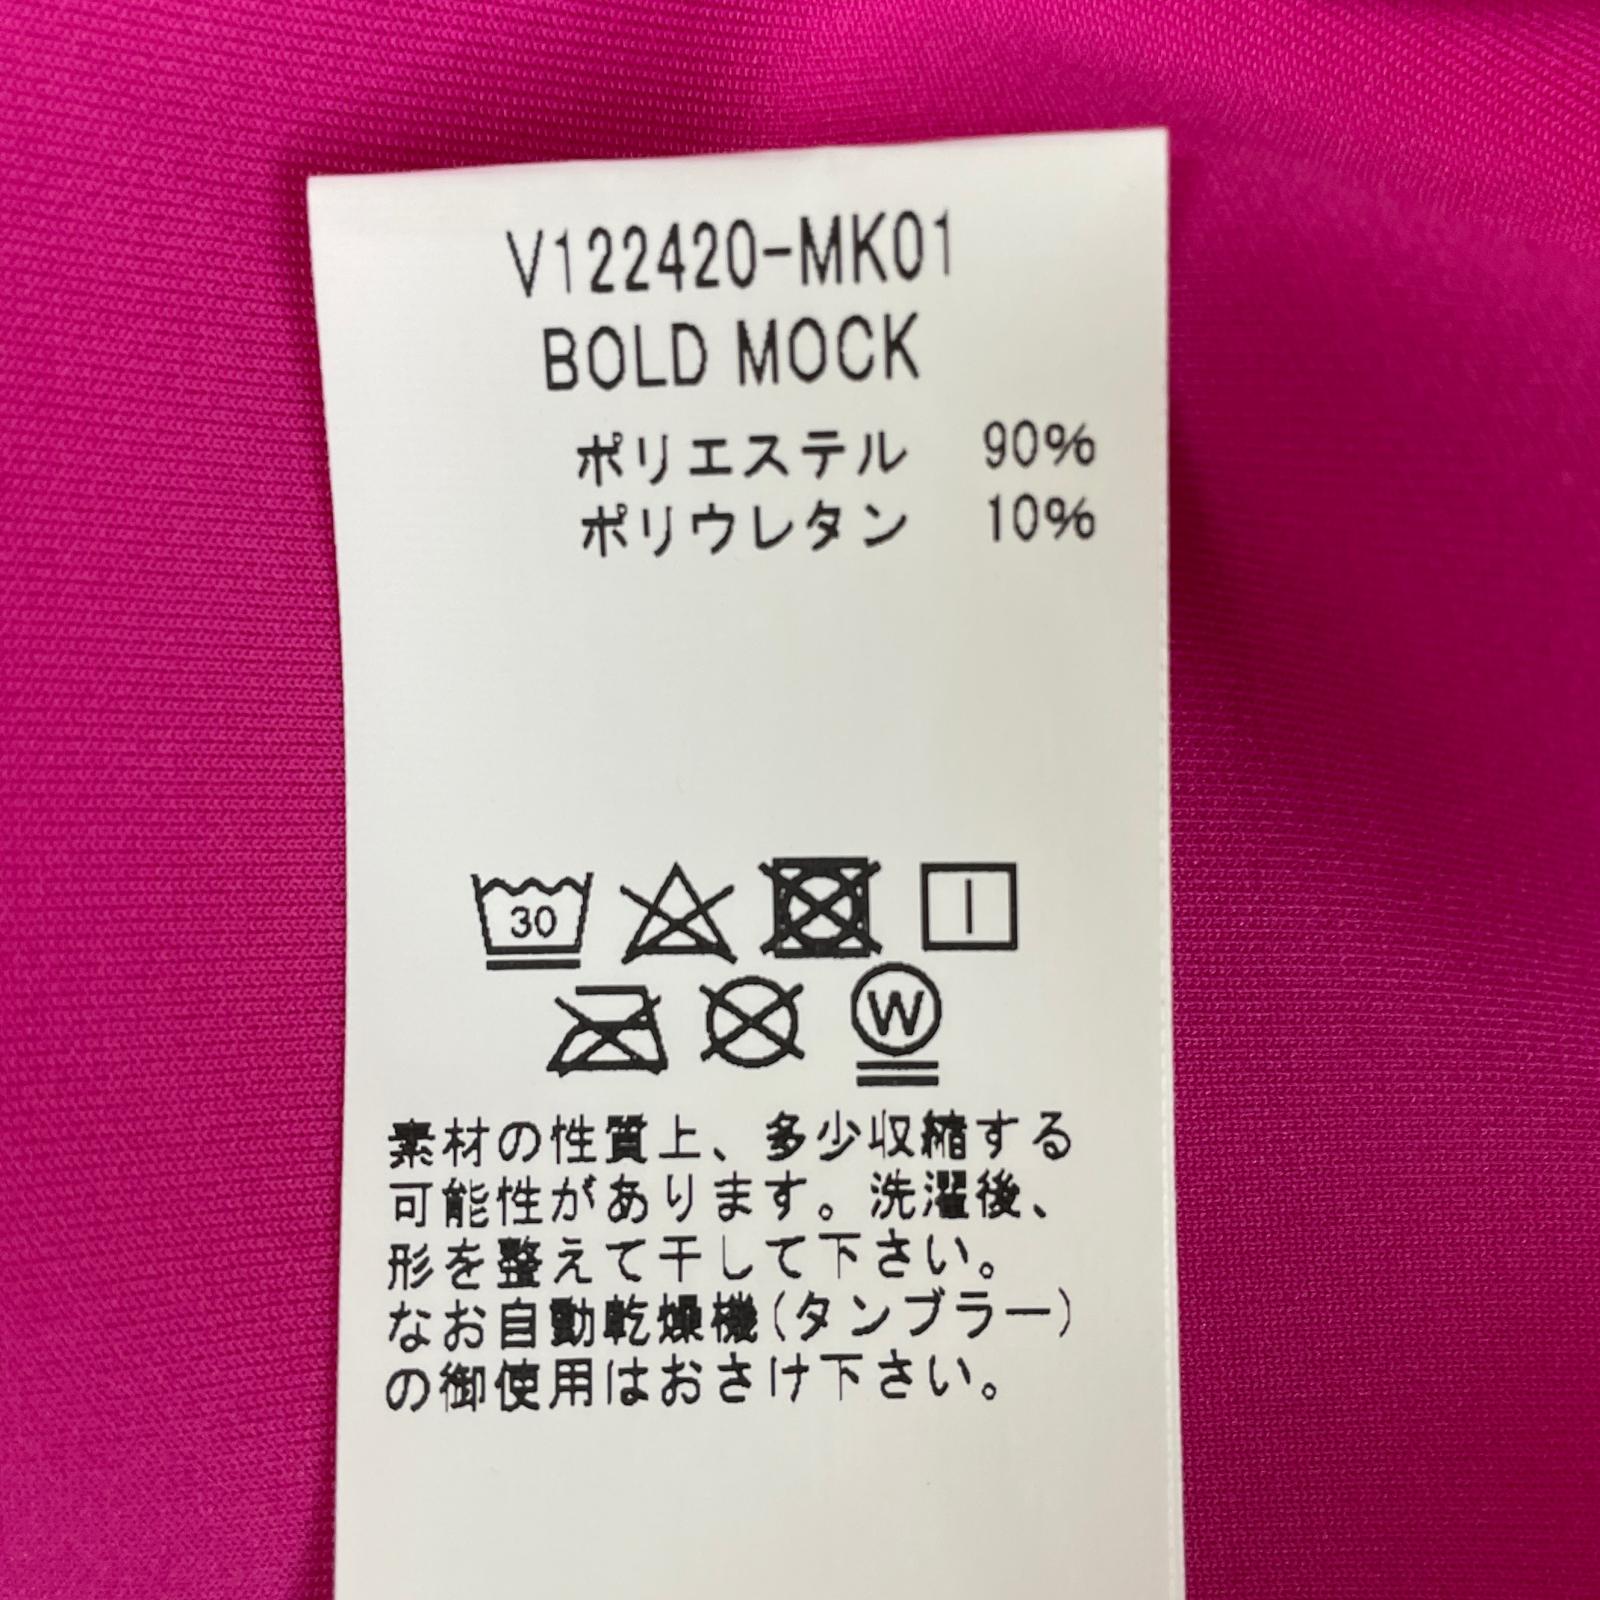 V122420-MK01
BOLD MOCK
ポリエステル 90%
ポリウレタン 10%
30
W
素材の性質上、多少収縮する
可能性があります。洗濯後、
形を整えて干して下さい。
なお自動乾燥機(タンブラー)
の御使用はおさけ下さい。